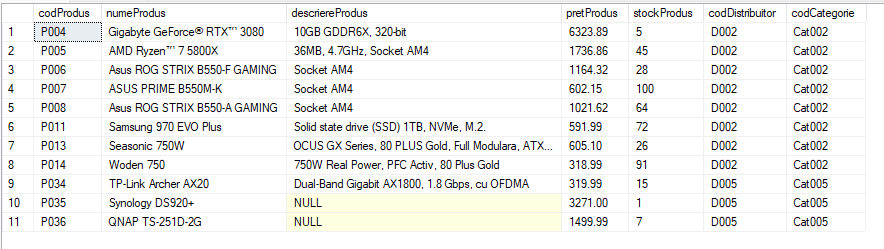 codProdus numeProdus descriereProdus pretProdus stockProdus codDistribuitor codCategorie
1 P004 Gigabyte GeForce® RTX™ 3080 10GB GDDR6X, 320-bit 6323.89 5 D002 Cat002
2 P005 AMD Ryzen™ 7 5800X 36MB, 4.7GHz, Socket AM4 1736.86 45 D002 Cat002
3 P006 Asus ROG STRIX B550-F GAMING Socket AM4 1164.32 28 D002 Cat002
4 P007 ASUS PRIME B550M-K Socket AM4 602.15 100 D002 Cat002
5 P008 Asus ROG STRIX B550-A GAMING Socket AM4 1021.62 64 D002 Cat002
6 P011 Samsung 970 EVO Plus Solid state drive (SSD) 1TB, NVMe, M.2. 591.99 72 D002 Cat002
7 P013 Seasonic 750W OCUS GX Series, 80 PLUS Gold, Full Modulara, ATX... 605.10 26 D002 Cat002
8 P014 Woden 750 750W Real Power, PFC Activ, 80 Plus Gold 318.99 91 D002 Cat002
9 P034 TP-Link Archer AX20 Dual-Band Gigabit AX1800, 1.8 Gbps, cu OFDMA 319.99 15 D005 Cat005
10 P035 Synology DS920+ NULL 3271.00 1 D005 Cat005
11 P036 QNAP TS-251D-2G NULL 1499.99 7 D005 Cat005